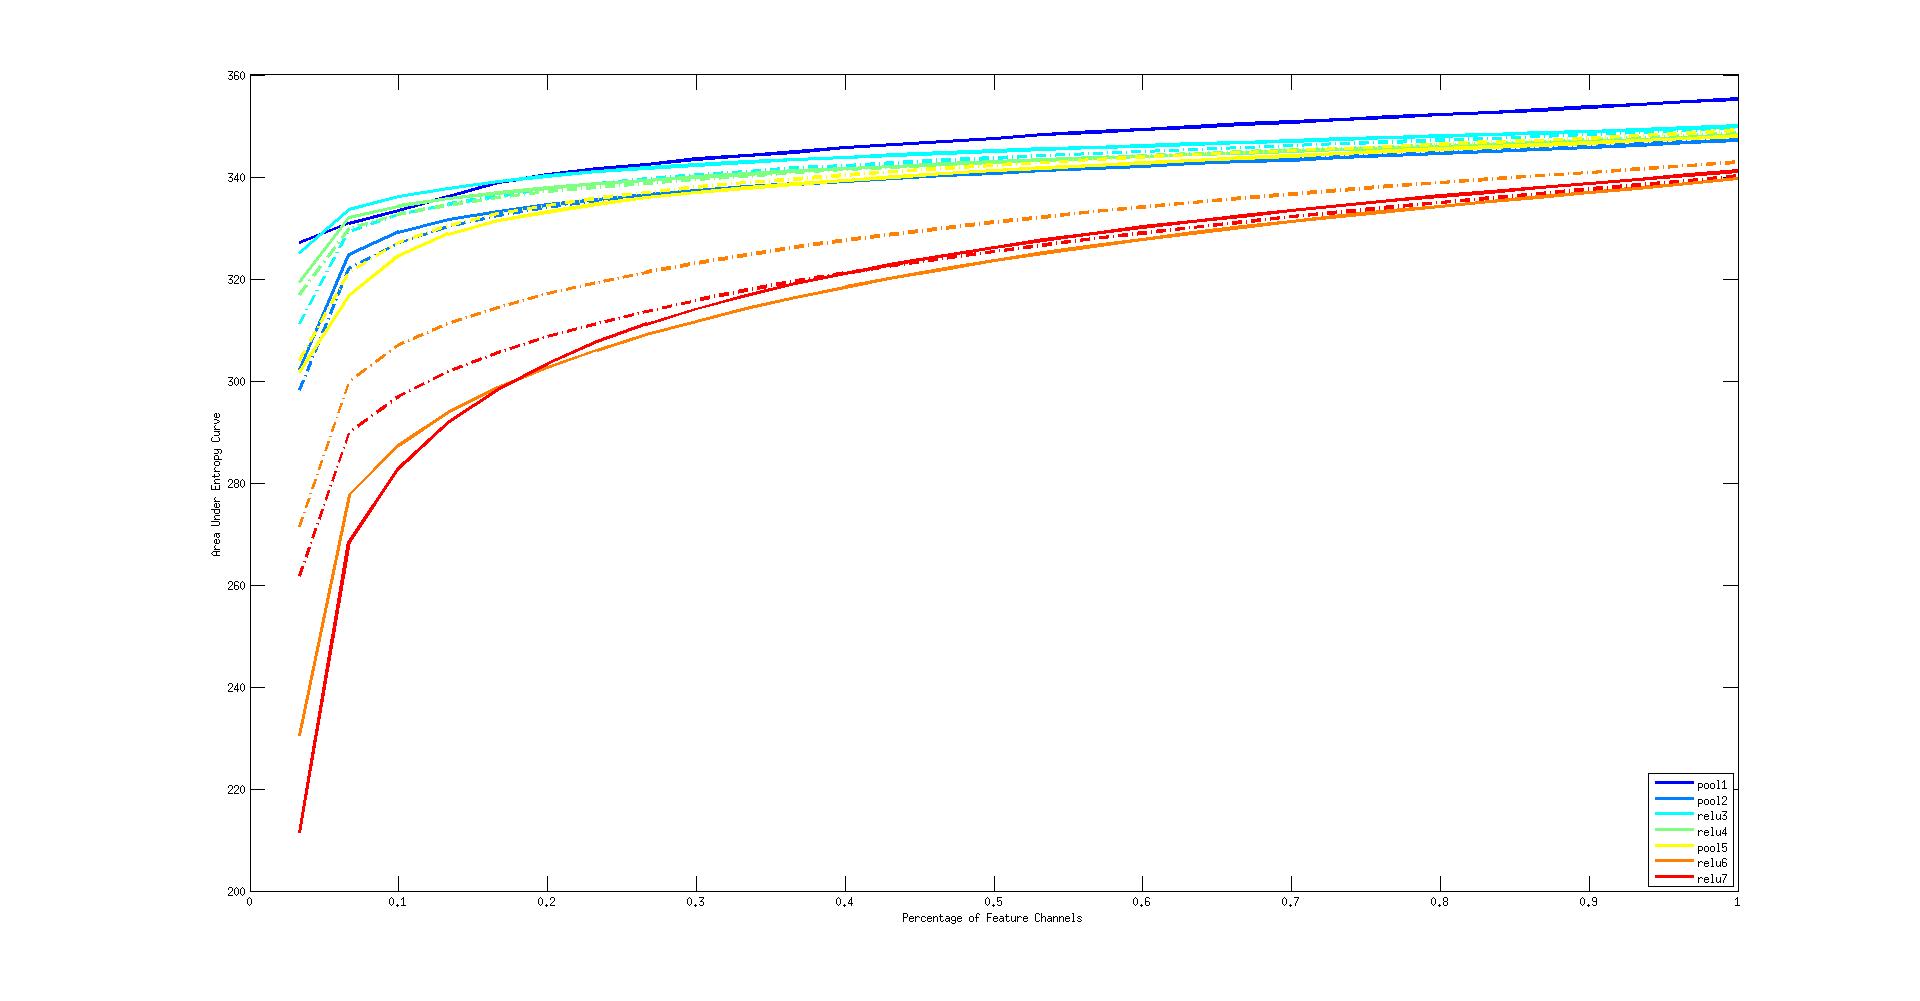 360
340
320
300
280
260
240
220
200
Area Under Entropy Curve
0 0.1 0.2 0.3 0.4 0.5 0.6 0.7 0.8 0.9 1
Percentage of Feature Channels
pool1
pool2
relu3
relu4
pool5
relu6
relu7